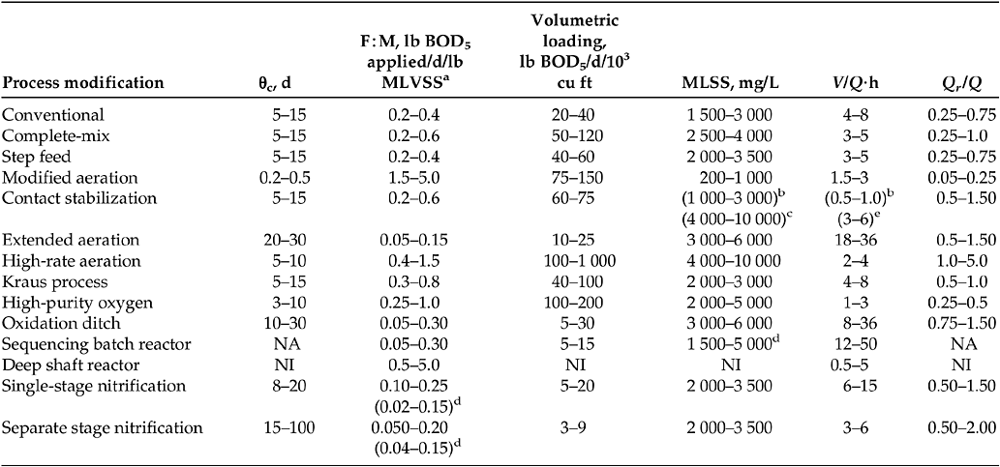 Volumetric
F:M, lb BOD₅ loading,
applied/d/lb lb BOD₅/d/10³
Process modification θc, d MLVSSᵃ cu ft MLSS, mg/L V/Q·h Qr/Q
Conventional 5–15 0.2–0.4 20–40 1 500–3 000 4–8 0.25–0.75
Complete-mix 5–15 0.2–0.6 50–120 2 500–4 000 3–5 0.25–1.0
Step feed 5–15 0.2–0.4 40–60 2 000–3 500 3–5 0.25–0.75
Modified aeration 0.2–0.5 1.5–5.0 75–150 200–1 000 1.5–3 0.05–0.25
Contact stabilization 5–15 0.2–0.6 60–75 (1 000–3 000)ᵇ (0.5–1.0)ᵇ 0.5–1.50
(4 000–10 000)ᶜ (3–6)ᵉ
Extended aeration 20–30 0.05–0.15 10–25 3 000–6 000 18–36 0.5–1.50
High-rate aeration 5–10 0.4–1.5 100–1 000 4 000–10 000 2–4 1.0–5.0
Kraus process 5–15 0.3–0.8 40–100 2 000–3 000 4–8 0.5–1.0
High-purity oxygen 3–10 0.25–1.0 100–200 2 000–5 000 1–3 0.25–0.5
Oxidation ditch 10–30 0.05–0.30 5–30 3 000–6 000 8–36 0.75–1.50
Sequencing batch reactor NA 0.05–0.30 5–15 1 500–5 000ᵈ 12–50 NA
Deep shaft reactor NI 0.5–5.0 NI NI 0.5–5 NI
Single-stage nitrification 8–20 0.10–0.25 5–20 2 000–3 500 6–15 0.50–1.50
(0.02–0.15)ᵈ
Separate stage nitrification 15–100 0.050–0.20 3–9 2 000–3 500 3–6 0.50–2.00
(0.04–0.15)ᵈ